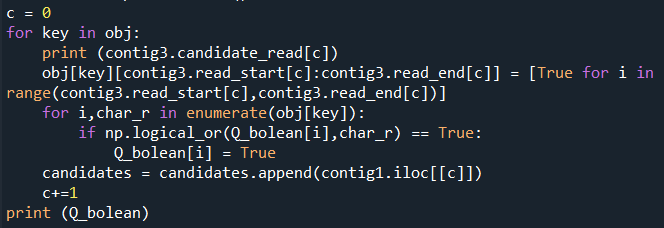 c = 0
for key in obj:
    print (contig3.candidate_read[c])
    obj[key][contig3.read_start[c]:contig3.read_end[c]] = [True for i in
range(contig3.read_start[c],contig3.read_end[c])]
    for i,char_r in enumerate(obj[key]):
        if np.logical_or(Q_bolean[i],char_r) == True:
            Q_bolean[i] = True
    candidates = candidates.append(contig1.iloc[[c]])
    c+=1
print (Q_bolean)